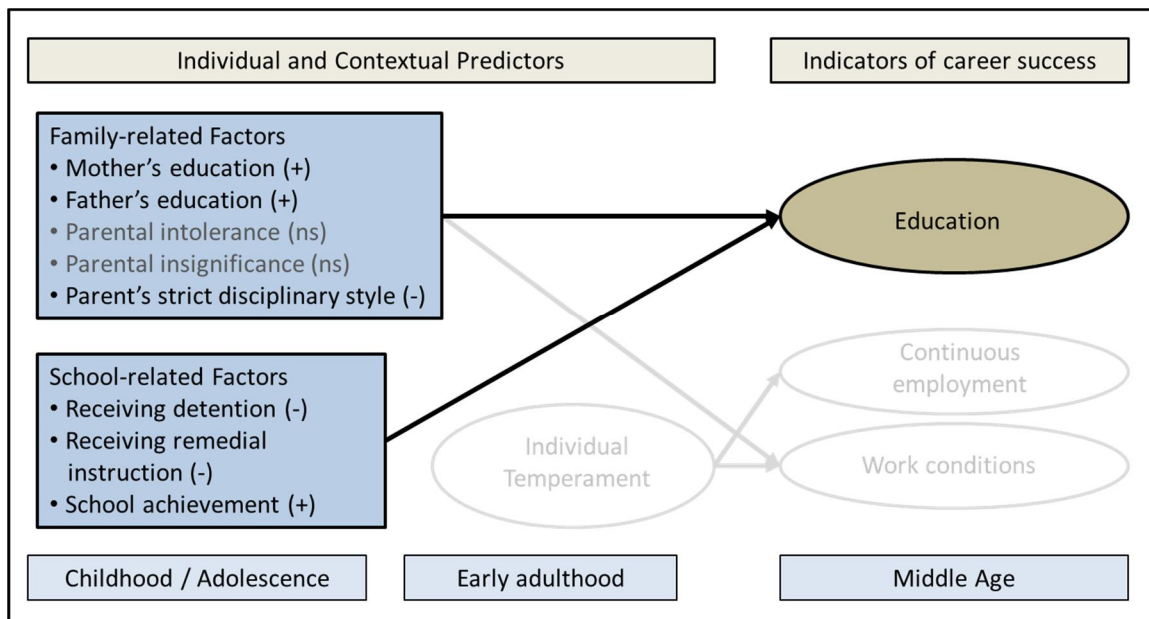 Individual and Contextual Predictors
Indicators of career success
Family-related Factors
• Mother’s education (+)
• Father’s education (+)
• Parental intolerance (ns)
• Parental insignificance (ns)
• Parent’s strict disciplinary style (-)
Education
School-related Factors
• Receiving detention (-)
• Receiving remedial
instruction (-)
• School achievement (+)
Individual
Temperament
Continuous
employment
Work conditions
Childhood / Adolescence
Early adulthood
Middle Age